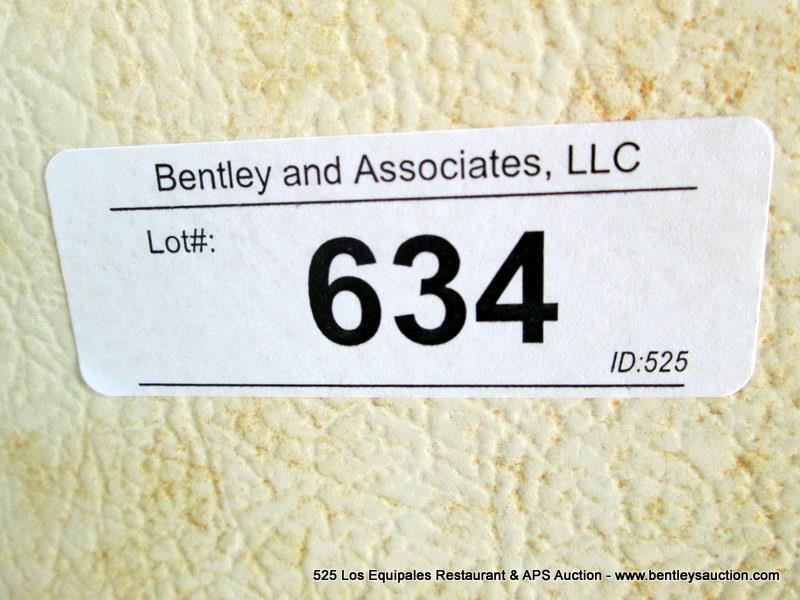 Bentley and Associates, LLC
Lot#:
634
ID:525
525 Los Equipales Restaurant & APS Auction - www.bentleysauction.com